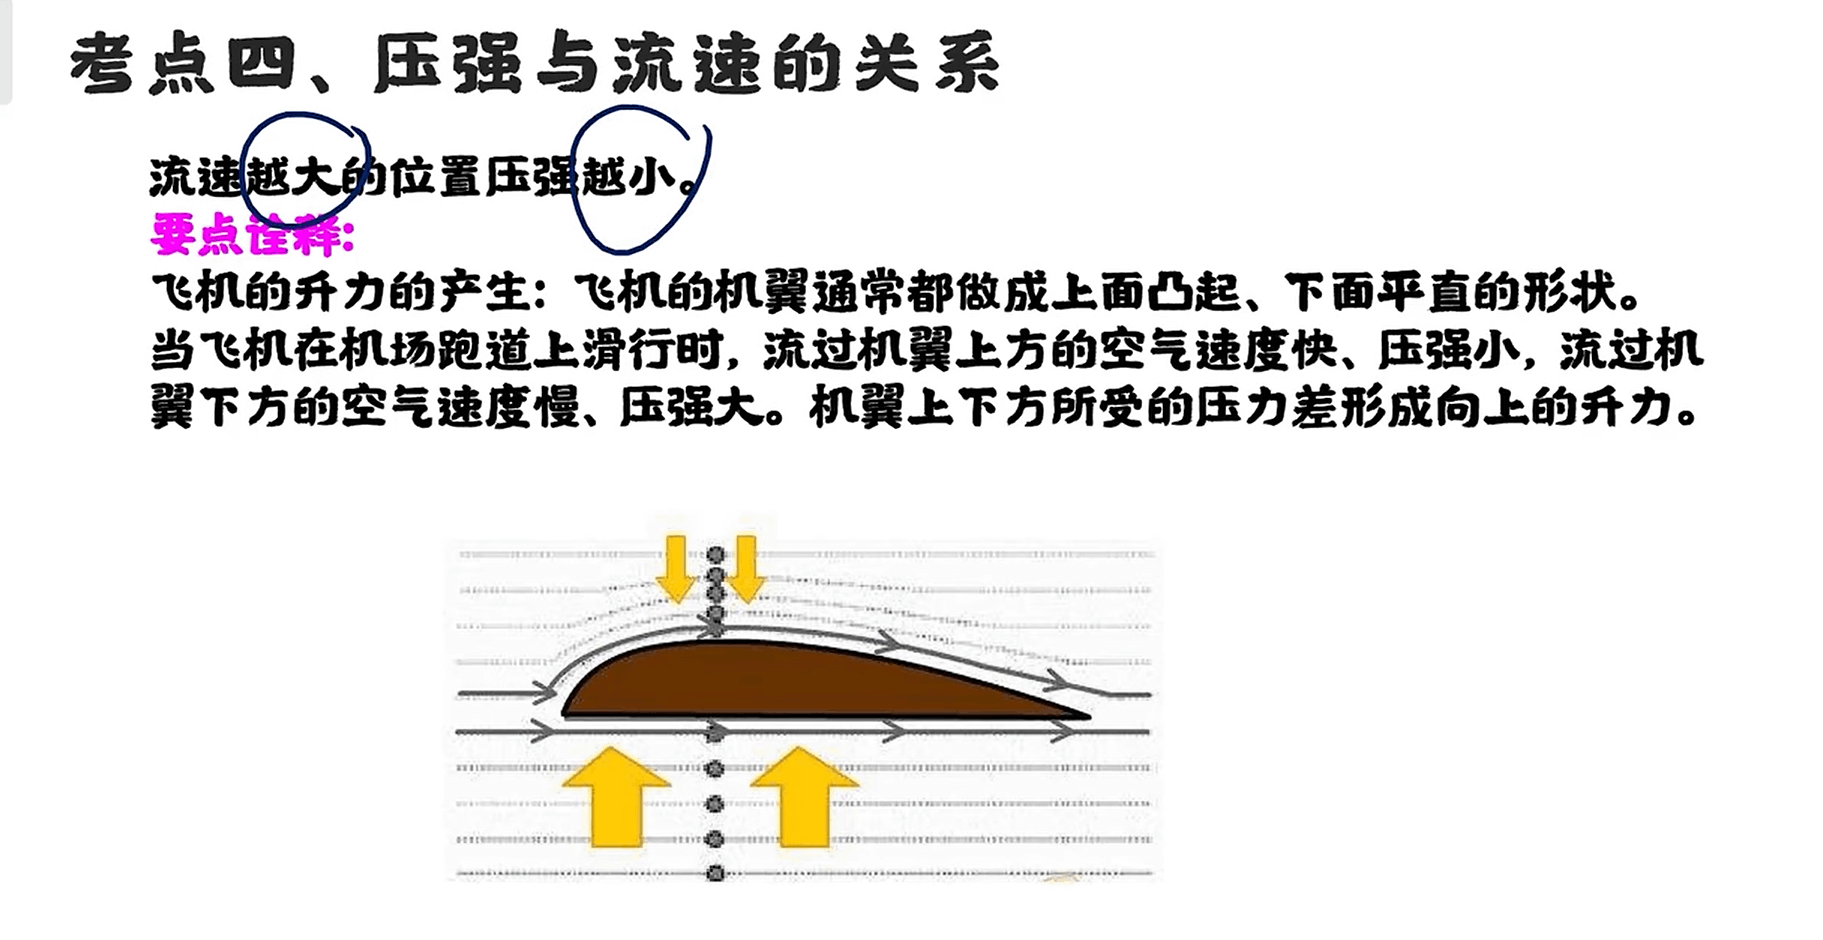 考点四、压强与流速的关系
流速越大的位置压强越小。
要点诠释:
飞机的升力的产生：飞机的机翼通常都做成上面凸起、下面平直的形状。
当飞机在机场跑道上滑行时，流过机翼上方的空气速度快、压强小，流过机
翼下方的空气速度慢、压强大。机翼上下方所受的压力差形成向上的升力。